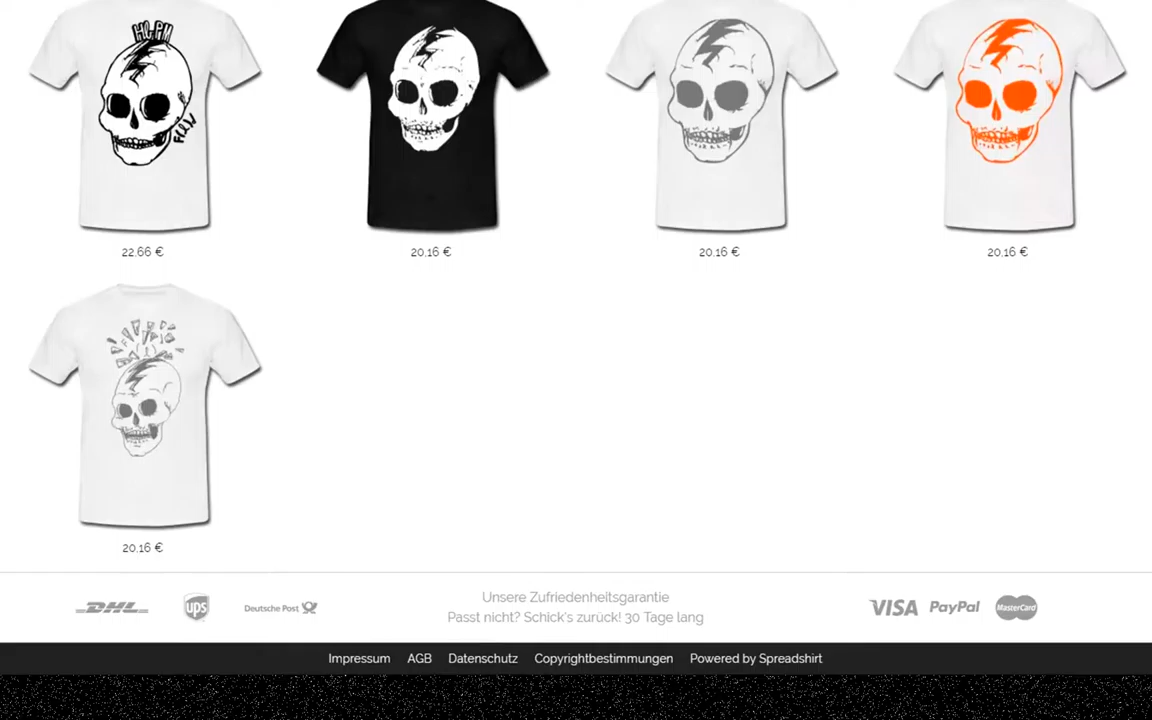 HC-PM
22,66 €
20,16 €
20,16 €
20,16 €
20,16 €
DHL
ups
Deutsche Post
Unsere Zufriedenheitsgarantie
Passt nicht? Schick's zurück! 30 Tage lang
VISA
PayPal
MasterCard
Impressum AGB Datenschutz Copyrightbestimmungen Powered by Spreadshirt